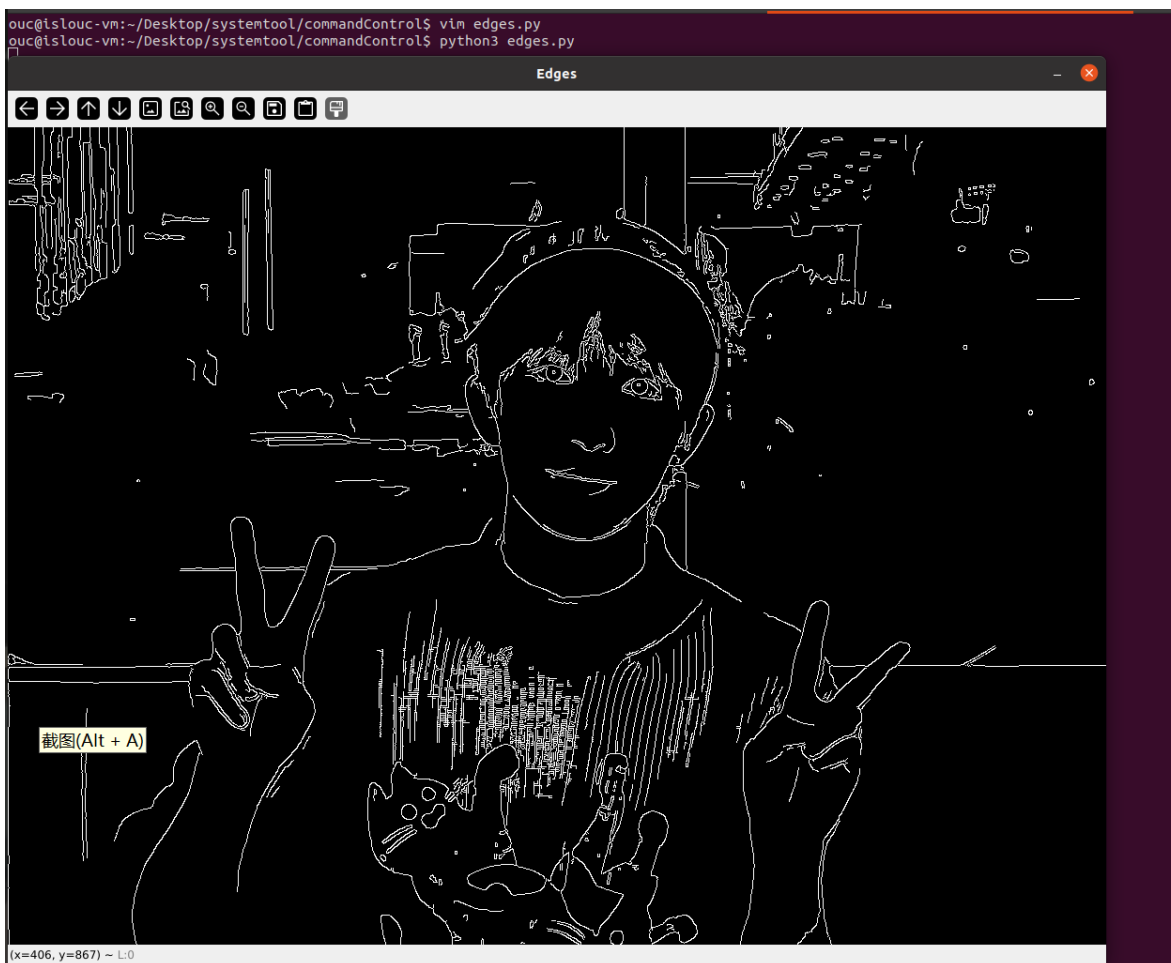 ouc@islouc-vm:~/Desktop/systemtool/commandControl$ vim edges.py
ouc@islouc-vm:~/Desktop/systemtool/commandControl$ python3 edges.py
Edges
截图(Alt + A)
(x=406, y=867) ~ L:0